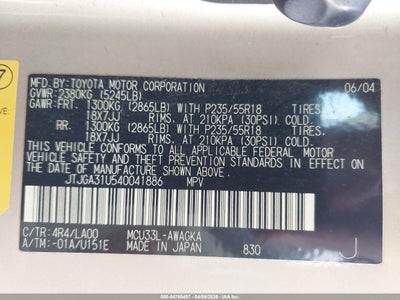 7
MFD.BY:TOYOTA MOTOR CORPORATION 06/04
GVWR:2380KG (5245LB)
GAWR:FRT. 1300KG (2865LB) WITH P235/55R18 TIRES,
18X7JJ RIMS, AT 210KPA (30PSI) COLD.
RR. 1300KG (2865LB) WITH P235/55R18 TIRES,
18X7JJ RIMS, AT 210KPA (30PSI) COLD.
THIS VEHICLE CONFORMS TO ALL APPLICABLE FEDERAL MOTOR
VEHICLE SAFETY AND BUMPER STANDARDS IN EFFECT ON THE
DATE OF MANUFACTURE SHOWN ABOVE.
JTJGA31U540041886 MPV
C/TR: 4R4/LA00 MCU33L-AWAGKA
A/TM: -01A/U151E MADE IN JAPAN 830 J